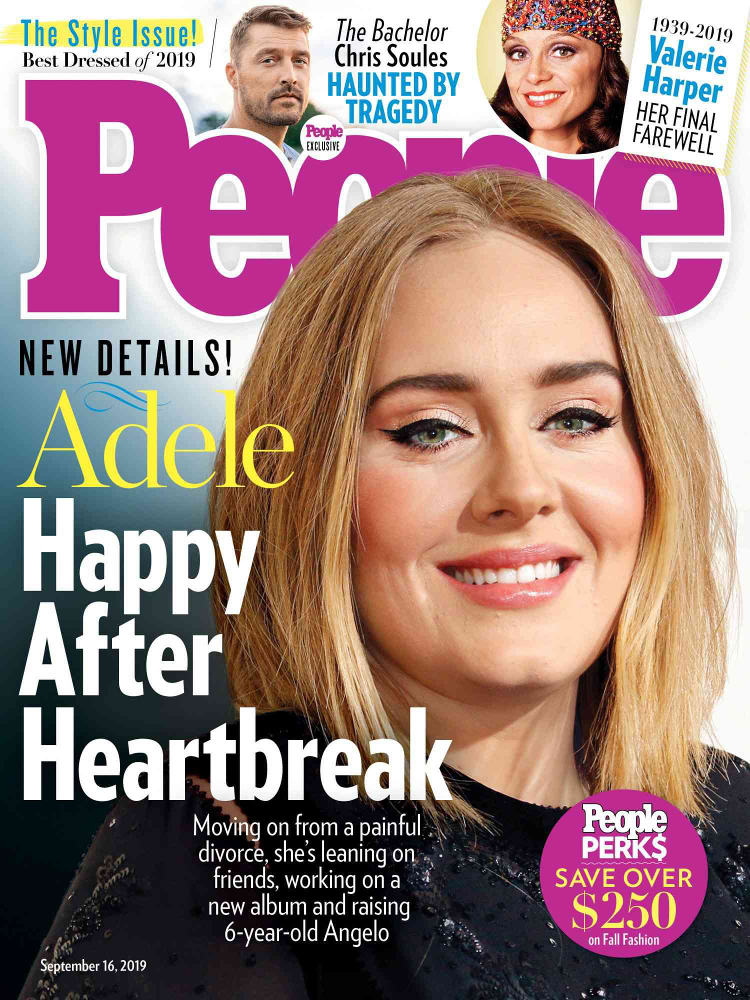 The Style Issue!
Best Dressed of 2019
The Bachelor
Chris Soules
HAUNTED BY
TRAGEDY
People
EXCLUSIVE
1939-2019
Valerie
Harper
HER FINAL
FAREWELL
People
NEW DETAILS!
Adele
Happy
After
Heartbreak
Moving on from a painful
divorce, she's leaning on
friends, working on a
new album and raising
6-year-old Angelo
People
PERK$
SAVE OVER
$250
on Fall Fashion
September 16, 2019